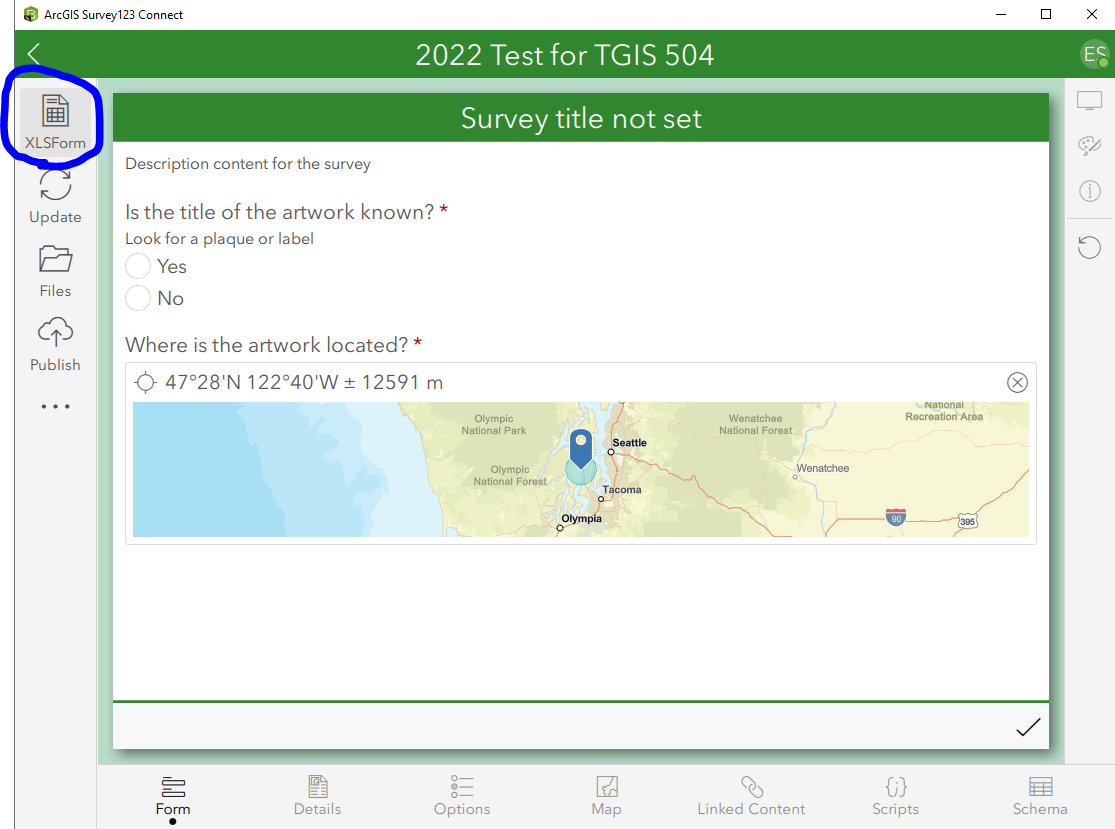 ArcGIS Survey123 Connect
2022 Test for TGIS 504
ES
XLSForm
Update
Files
Publish
Survey title not set
Description content for the survey
Is the title of the artwork known? *
Look for a plaque or label
Yes
No
Where is the artwork located? *
47°28'N 122°40'W ± 12591 m
Olympic
National Park
Seattle
Olympic
National Forest
Tacoma
Olympia
Wenatchee
National Forest
Wenatchee
National
Recreation Area
90
395
Form
Details
Options
Map
Linked Content
Scripts
Schema